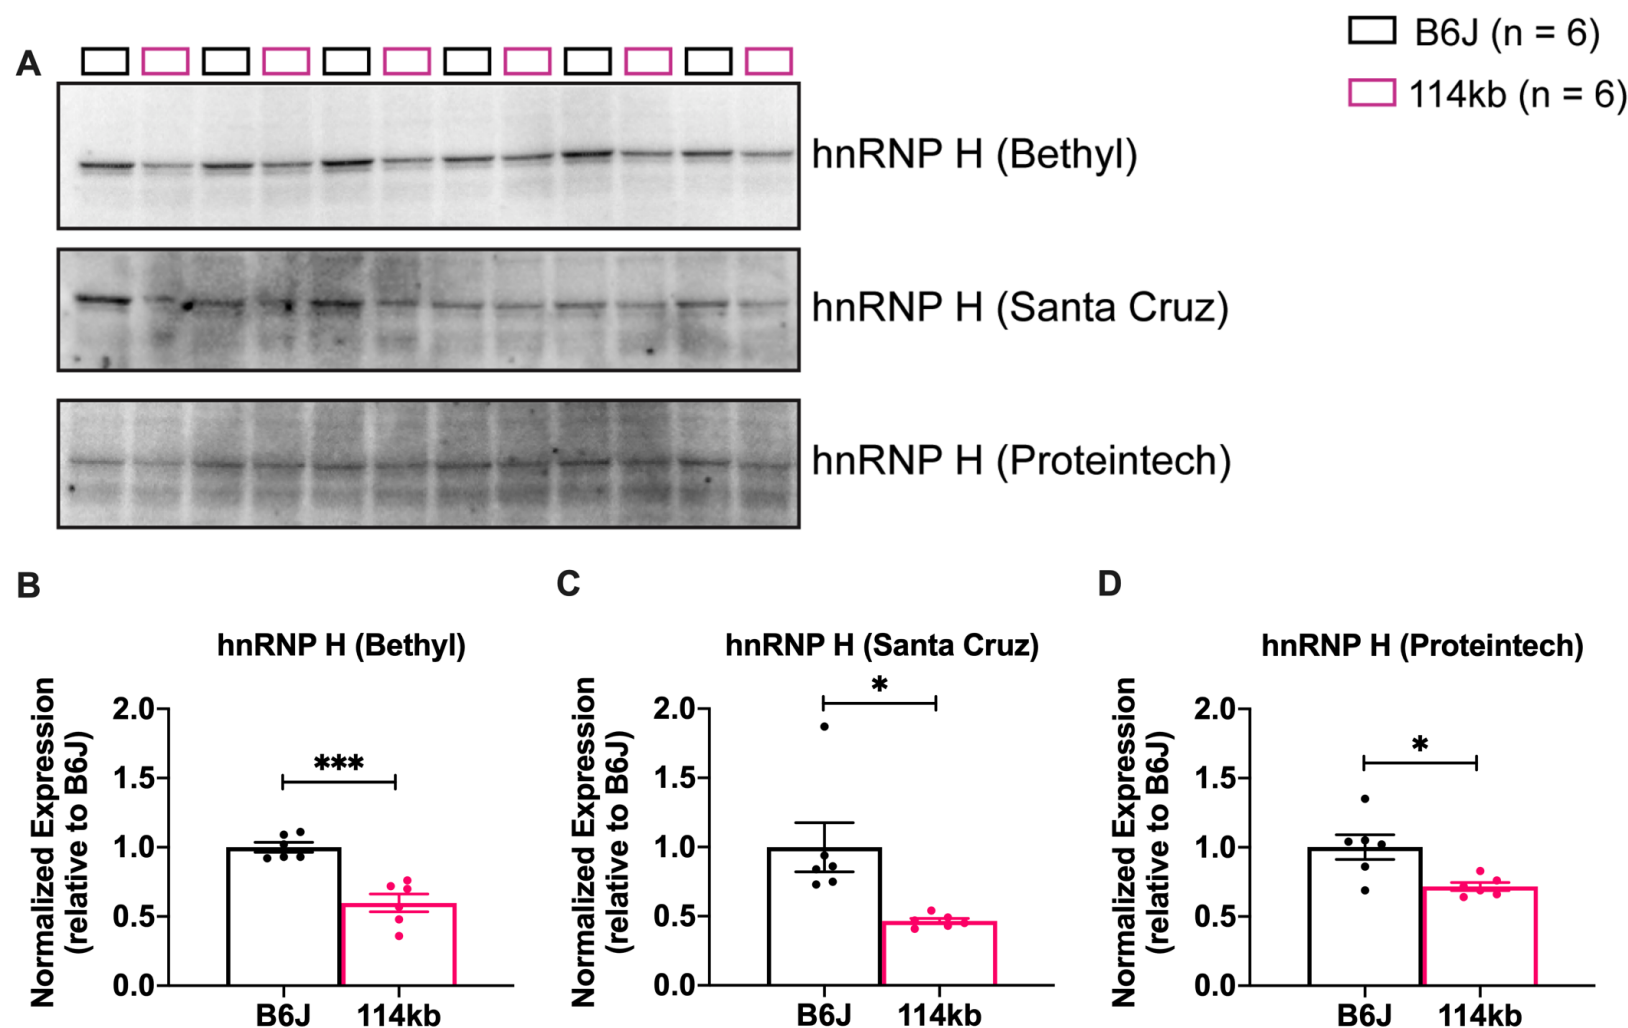 A
B6J (n = 6)
114kb (n = 6)
hnRNP H (Bethyl)
hnRNP H (Santa Cruz)
hnRNP H (Proteintech)
B
hnRNP H (Bethyl)
Normalized Expression
(relative to B6J)
2.0
1.5
1.0
0.5
0.0
***
B6J
114kb
C
hnRNP H (Santa Cruz)
Normalized Expression
(relative to B6J)
2.0
1.5
1.0
0.5
0.0
*
B6J
114kb
D
hnRNP H (Proteintech)
Normalized Expression
(relative to B6J)
2.0
1.5
1.0
0.5
0.0
*
B6J
114kb